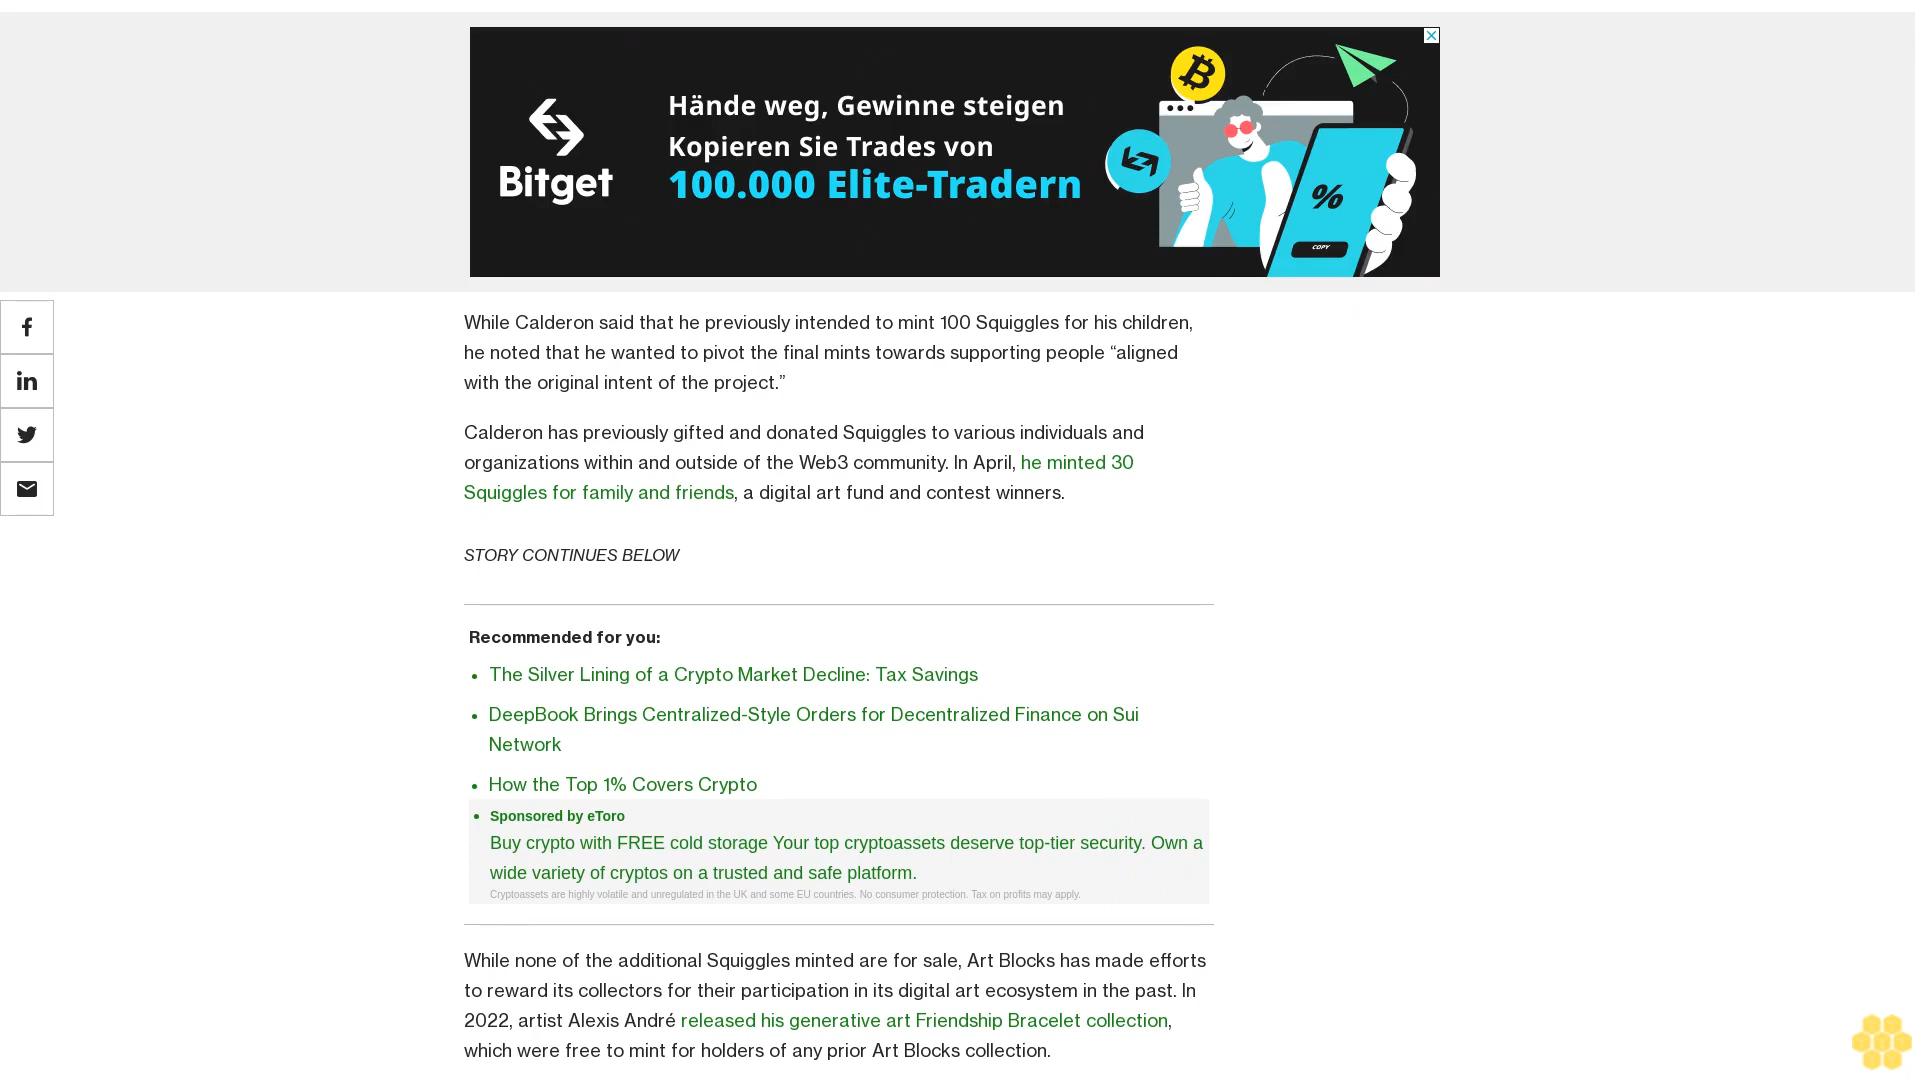 Bitget
Hände weg, Gewinne steigen
Kopieren Sie Trades von
100.000 Elite-Tradern
%
COPY
While Calderon said that he previously intended to mint 100 Squiggles for his children,
he noted that he wanted to pivot the final mints towards supporting people “aligned
with the original intent of the project.”
Calderon has previously gifted and donated Squiggles to various individuals and
organizations within and outside of the Web3 community. In April, he minted 30
Squiggles for family and friends, a digital art fund and contest winners.
STORY CONTINUES BELOW
Recommended for you:
• The Silver Lining of a Crypto Market Decline: Tax Savings
• DeepBook Brings Centralized-Style Orders for Decentralized Finance on Sui
Network
• How the Top 1% Covers Crypto
• Sponsored by eToro
Buy crypto with FREE cold storage Your top cryptoassets deserve top-tier security. Own a
wide variety of cryptos on a trusted and safe platform.
Cryptoassets are highly volatile and unregulated in the UK and some EU countries. No consumer protection. Tax on profits may apply.
While none of the additional Squiggles minted are for sale, Art Blocks has made efforts
to reward its collectors for their participation in its digital art ecosystem in the past. In
2022, artist Alexis André released his generative art Friendship Bracelet collection,
which were free to mint for holders of any prior Art Blocks collection.